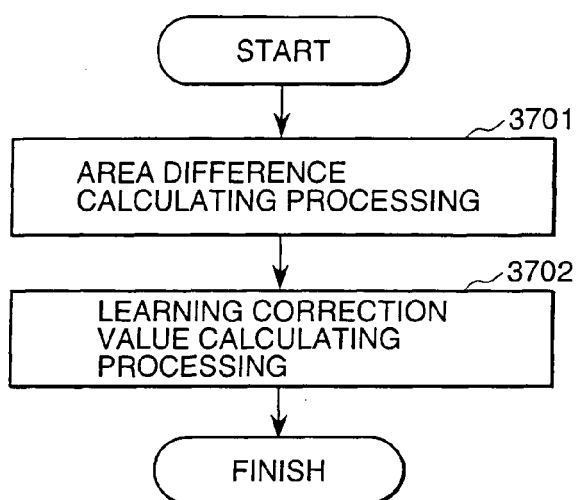 START
3701
AREA DIFFERENCE
CALCULATING PROCESSING
3702
LEARNING CORRECTION
VALUE CALCULATING
PROCESSING
FINISH